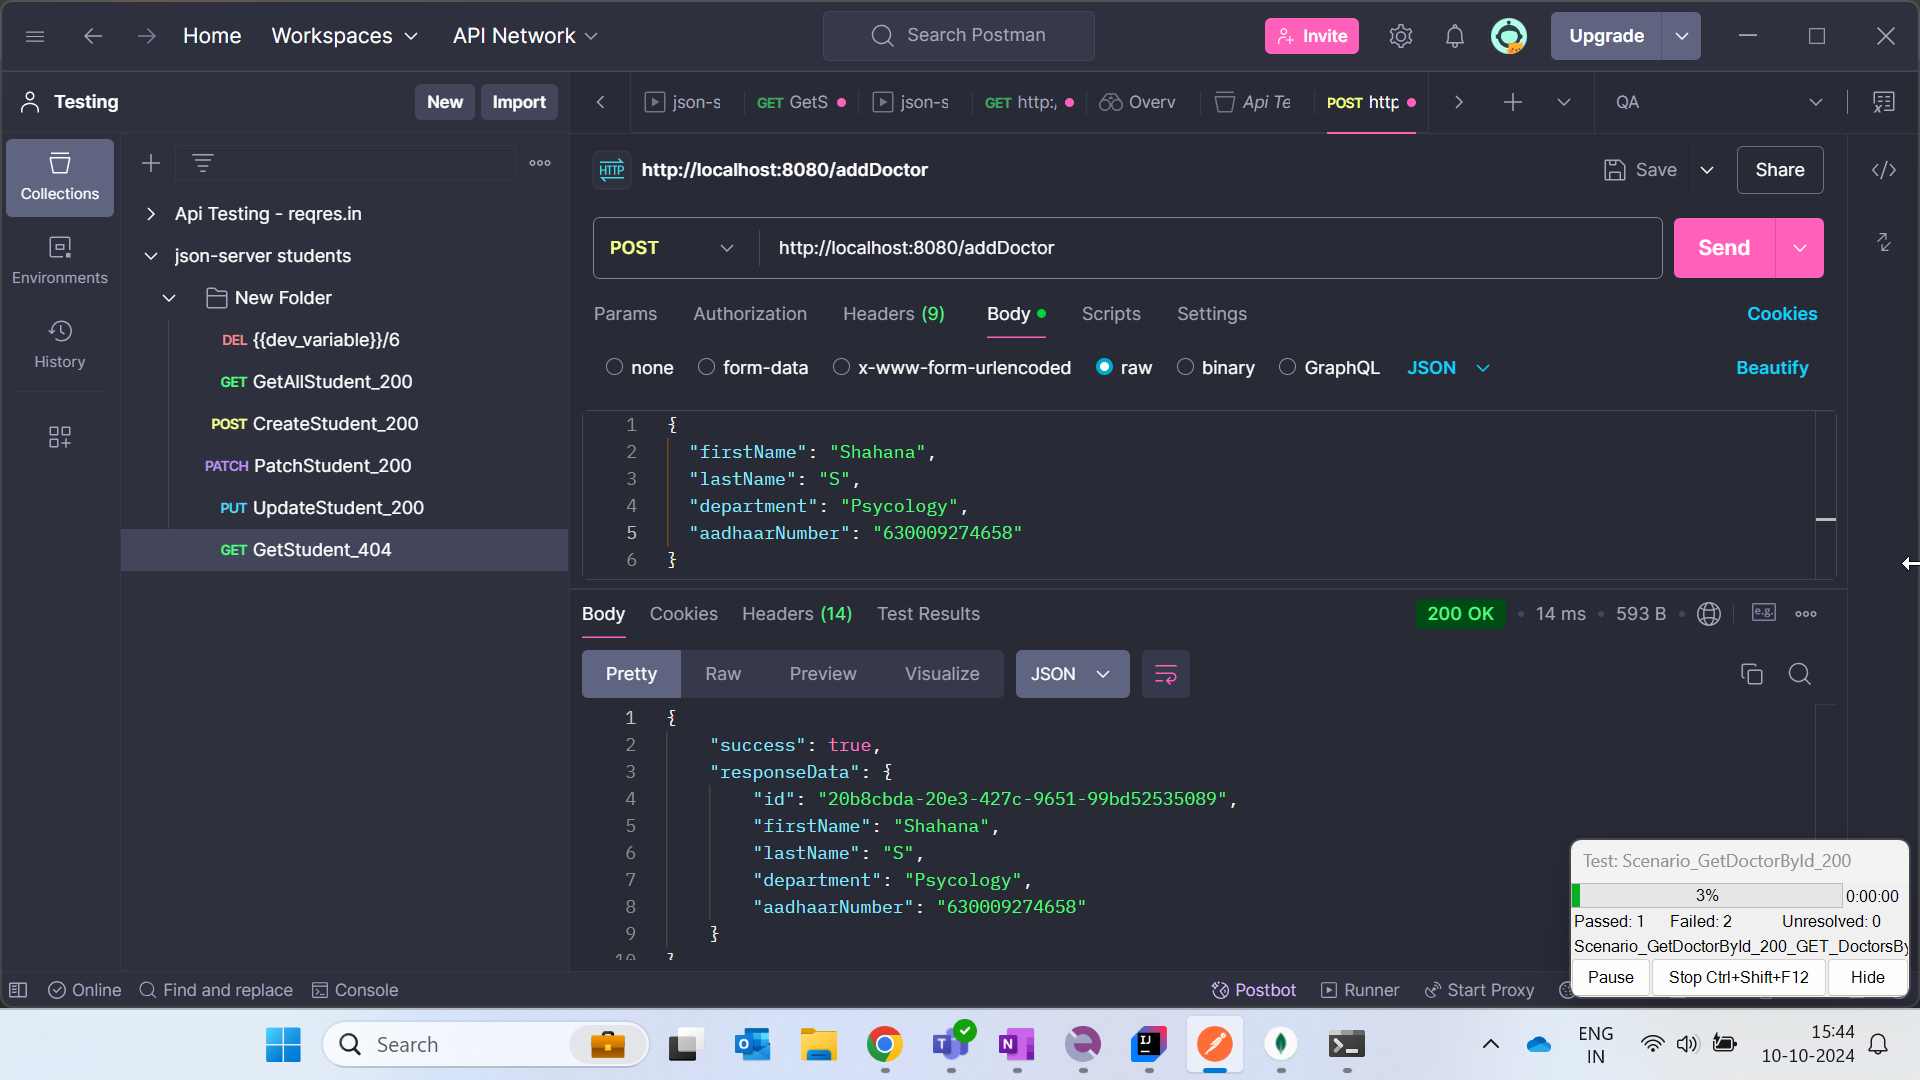 Home
Workspaces
API Network
Search Postman
Invite
Upgrade
Testing
New
Import
json-s
GET GetS
json-s
GET http:/
Overv
Api Te
POST http
QA
Collections
Environments
History
Api Testing - reqres.in
json-server students
New Folder
DEL {{dev_variable}}/6
GET GetAllStudent_200
POST CreateStudent_200
PATCH PatchStudent_200
PUT UpdateStudent_200
GET GetStudent_404
HTTP http://localhost:8080/addDoctor
Save
Share
POST
http://localhost:8080/addDoctor
Send
Params
Authorization
Headers (9)
Body
Scripts
Settings
Cookies
none
form-data
x-www-form-urlencoded
raw
binary
GraphQL
JSON
Beautify
1 {
2 "firstName": "Shahana",
3 "lastName": "S",
4 "department": "Psycology",
5 "aadhaarNumber": "630009274658"
6 }
Body
Cookies
Headers (14)
Test Results
200 OK
14 ms
593 B
e.g.
Pretty
Raw
Preview
Visualize
JSON
1 {
2 "success": true,
3 "responseData": {
4 "id": "20b8cbda-20e3-427c-9651-99bd52535089",
5 "firstName": "Shahana",
6 "lastName": "S",
7 "department": "Psycology",
8 "aadhaarNumber": "630009274658"
9 }
10 }
Test: Scenario_GetDoctorById_200
3%
0:00:00
Passed: 1
Failed: 2
Unresolved: 0
Scenario_GetDoctorById_200_GET_DoctorsBy
Pause
Stop Ctrl+Shift+F12
Hide
Online
Find and replace
Console
Postbot
Runner
Start Proxy
Search
ENG
IN
15:44
10-10-2024